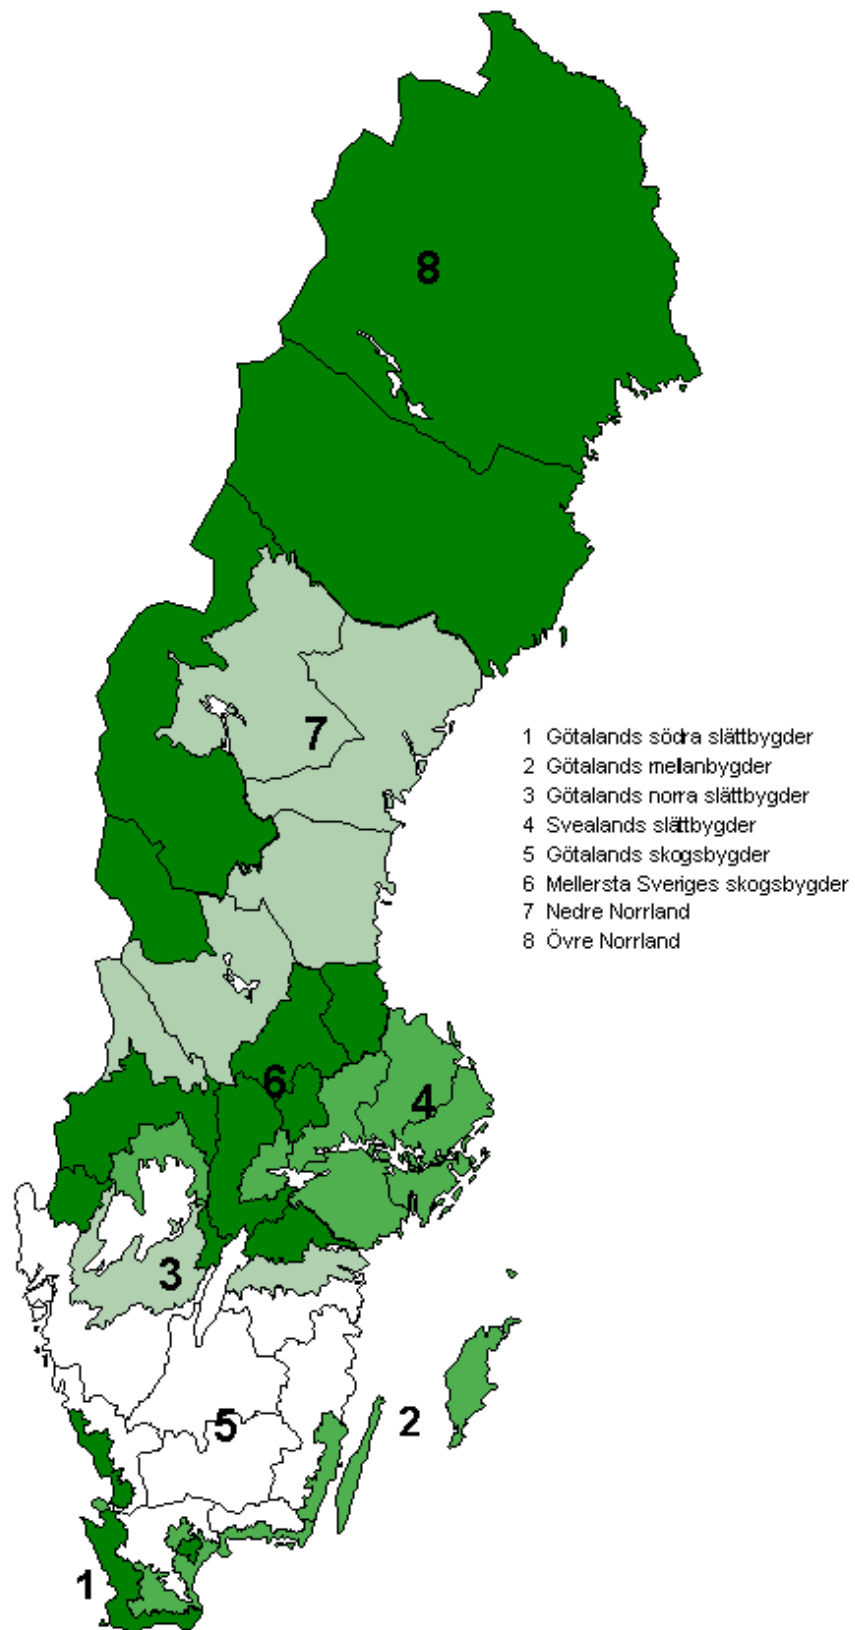 8
7
1 Götalands södra slättbygder
2 Götalands mellanbygder
3 Götalands norra slättbygder
4 Svealands slättbygder
5 Götalands skogsbygder
6 Mellersta Sveriges skogsbygder
7 Nedre Norrland
8 Övre Norrland
6
4
3
2
5
1